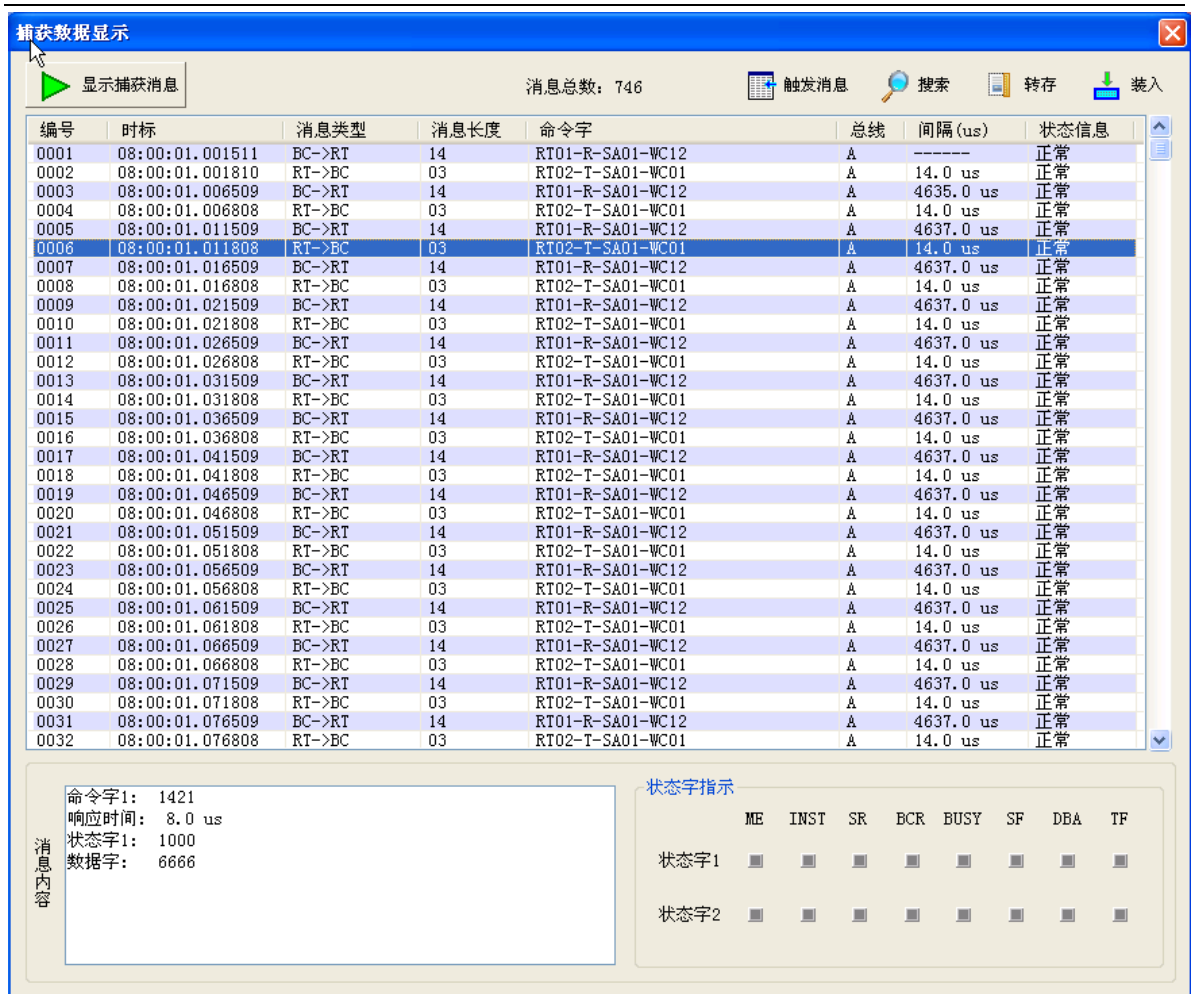 捕获数据显示
显示捕获消息 消息总数: 746 触发消息 搜索 转存 装入
编号 时标 消息类型 消息长度 命令字 总线 间隔(us) 状态信息
0001 08:00:01.001511 BC->RT 14 RT01-R-SA01-WC12 A ------ 正常
0002 08:00:01.001810 RT->BC 03 RT02-T-SA01-WC01 A 14.0 us 正常
0003 08:00:01.006509 BC->RT 14 RT01-R-SA01-WC12 A 4635.0 us 正常
0004 08:00:01.006808 RT->BC 03 RT02-T-SA01-WC01 A 14.0 us 正常
0005 08:00:01.011509 BC->RT 14 RT01-R-SA01-WC12 A 4637.0 us 正常
0006 08:00:01.011808 RT->BC 03 RT02-T-SA01-WC01 A 14.0 us 正常
0007 08:00:01.016509 BC->RT 14 RT01-R-SA01-WC12 A 4637.0 us 正常
0008 08:00:01.016808 RT->BC 03 RT02-T-SA01-WC01 A 14.0 us 正常
0009 08:00:01.021509 BC->RT 14 RT01-R-SA01-WC12 A 4637.0 us 正常
0010 08:00:01.021808 RT->BC 03 RT02-T-SA01-WC01 A 14.0 us 正常
0011 08:00:01.026509 BC->RT 14 RT01-R-SA01-WC12 A 4637.0 us 正常
0012 08:00:01.026808 RT->BC 03 RT02-T-SA01-WC01 A 14.0 us 正常
0013 08:00:01.031509 BC->RT 14 RT01-R-SA01-WC12 A 4637.0 us 正常
0014 08:00:01.031808 RT->BC 03 RT02-T-SA01-WC01 A 14.0 us 正常
0015 08:00:01.036509 BC->RT 14 RT01-R-SA01-WC12 A 4637.0 us 正常
0016 08:00:01.036808 RT->BC 03 RT02-T-SA01-WC01 A 14.0 us 正常
0017 08:00:01.041509 BC->RT 14 RT01-R-SA01-WC12 A 4637.0 us 正常
0018 08:00:01.041808 RT->BC 03 RT02-T-SA01-WC01 A 14.0 us 正常
0019 08:00:01.046509 BC->RT 14 RT01-R-SA01-WC12 A 4637.0 us 正常
0020 08:00:01.046808 RT->BC 03 RT02-T-SA01-WC01 A 14.0 us 正常
0021 08:00:01.051509 BC->RT 14 RT01-R-SA01-WC12 A 4637.0 us 正常
0022 08:00:01.051808 RT->BC 03 RT02-T-SA01-WC01 A 14.0 us 正常
0023 08:00:01.056509 BC->RT 14 RT01-R-SA01-WC12 A 4637.0 us 正常
0024 08:00:01.056808 RT->BC 03 RT02-T-SA01-WC01 A 14.0 us 正常
0025 08:00:01.061509 BC->RT 14 RT01-R-SA01-WC12 A 4637.0 us 正常
0026 08:00:01.061808 RT->BC 03 RT02-T-SA01-WC01 A 14.0 us 正常
0027 08:00:01.066509 BC->RT 14 RT01-R-SA01-WC12 A 4637.0 us 正常
0028 08:00:01.066808 RT->BC 03 RT02-T-SA01-WC01 A 14.0 us 正常
0029 08:00:01.071509 BC->RT 14 RT01-R-SA01-WC12 A 4637.0 us 正常
0030 08:00:01.071808 RT->BC 03 RT02-T-SA01-WC01 A 14.0 us 正常
0031 08:00:01.076509 BC->RT 14 RT01-R-SA01-WC12 A 4637.0 us 正常
0032 08:00:01.076808 RT->BC 03 RT02-T-SA01-WC01 A 14.0 us 正常
消息内容
命令字1: 1421
响应时间: 8.0 us
状态字1: 1000
数据字: 6666
状态字指示
ME INST SR BCR BUSY SF DBA TF
状态字1
状态字2